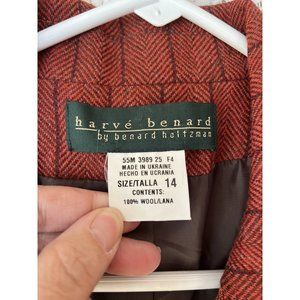 harvé benard
by benard holtzman
55M 3989 25 F4
MADE IN UKRAINE
HECHO EN UCRANIA
SIZE/TALLA 14
CONTENTS:
100% WOOL/LANA